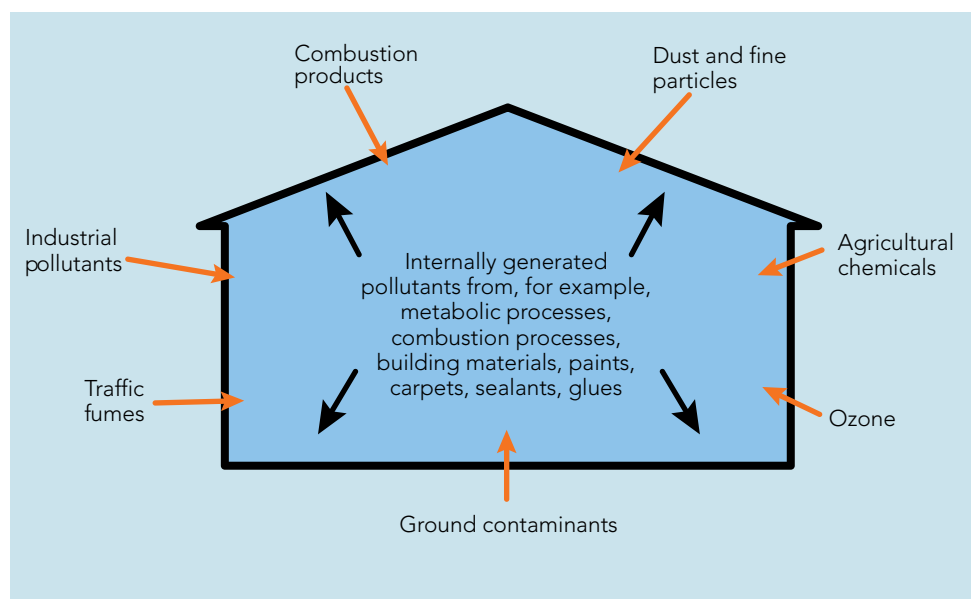 Combustion
products
Dust and fine
particles
Industrial
pollutants
Agricultural
chemicals
Internally generated
pollutants from, for example,
metabolic processes,
combustion processes,
building materials, paints,
carpets, sealants, glues
Traffic
fumes
Ozone
Ground contaminants